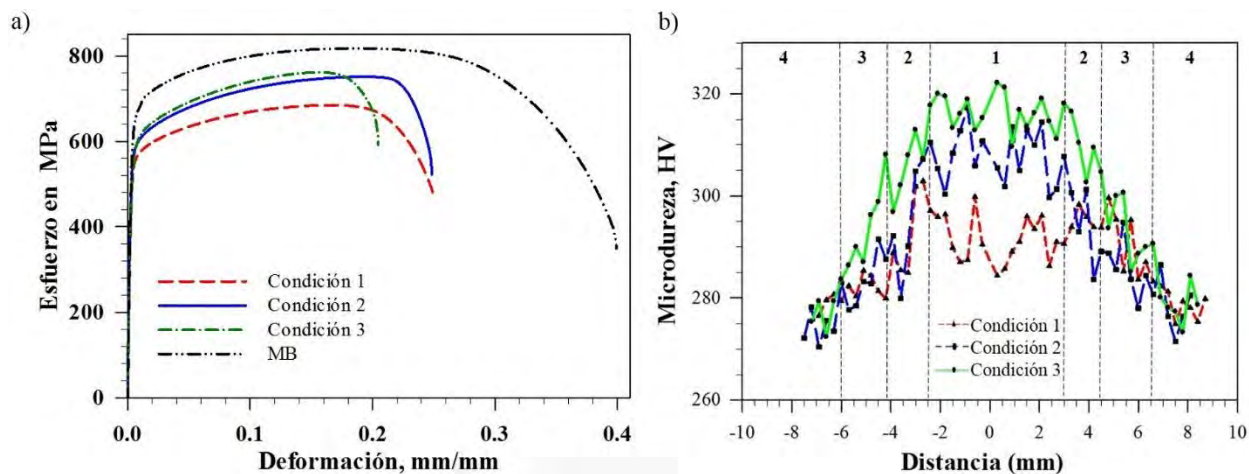 a)
800
600
400
200
0
Esfuerzo en MPa
Condición 1
Condición 2
Condición 3
MB
0.0
0.1
0.2
0.3
0.4
Deformación, mm/mm
b)
4
3
2
1
2
3
4
320
300
280
260
Microdureza, HV
Condición 1
Condición 2
Condición 3
-10
-8
-6
-4
-2
0
2
4
6
8
10
Distancia (mm)